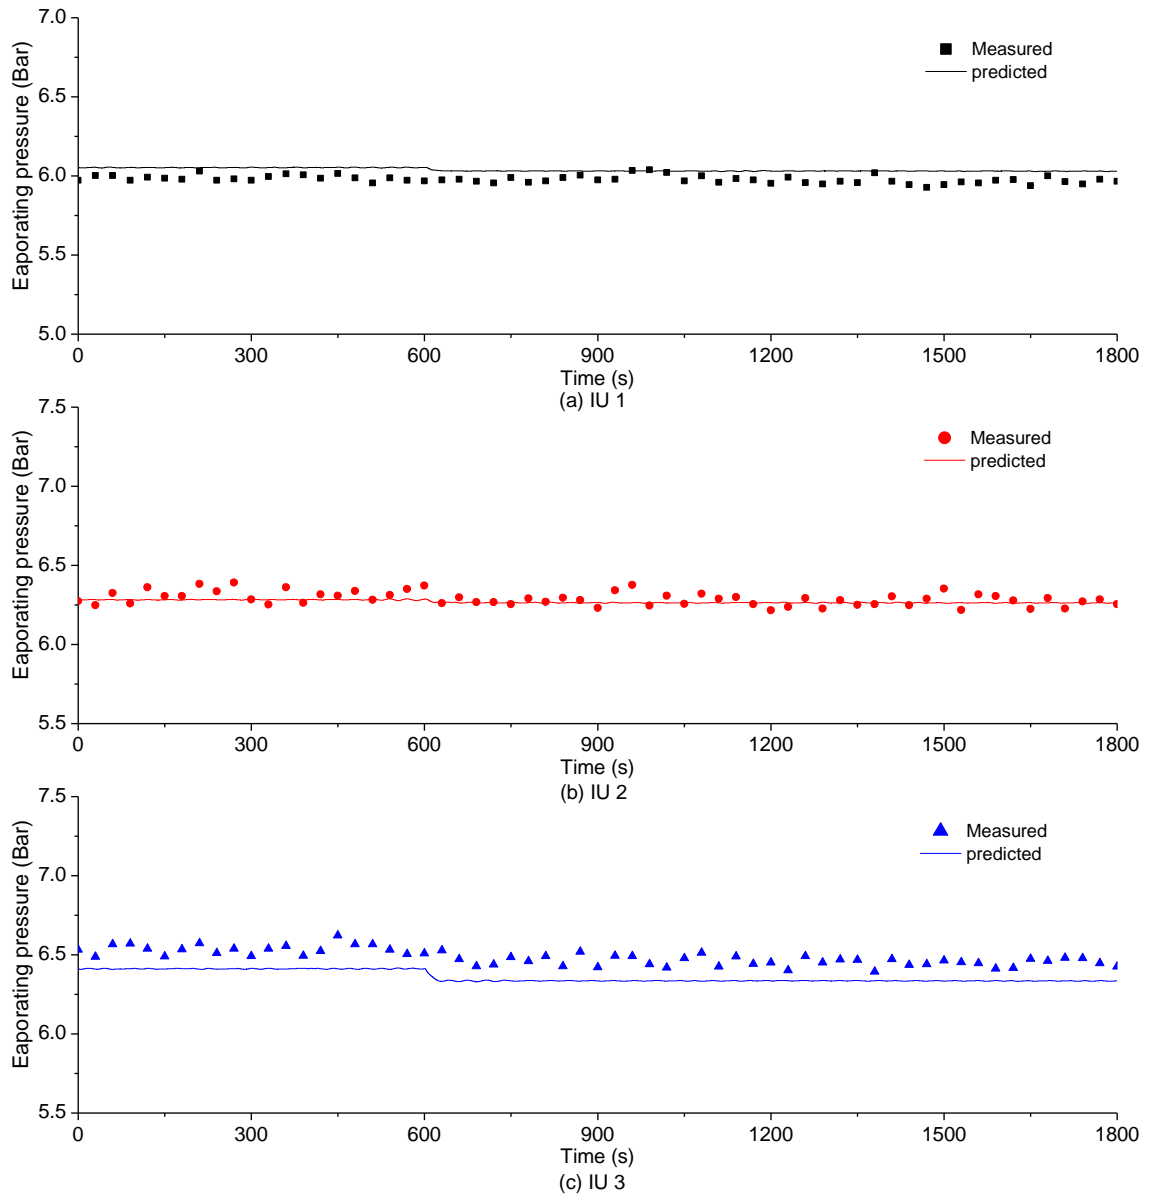 7.0
6.5
6.0
5.5
5.0
Eaporating pressure (Bar)
Measured
predicted
0 300 600 900 1200 1500 1800
Time (s)
(a) IU 1
7.5
7.0
6.5
6.0
5.5
Eaporating pressure (Bar)
Measured
predicted
0 300 600 900 1200 1500 1800
Time (s)
(b) IU 2
7.5
7.0
6.5
6.0
5.5
Eaporating pressure (Bar)
Measured
predicted
0 300 600 900 1200 1500 1800
Time (s)
(c) IU 3